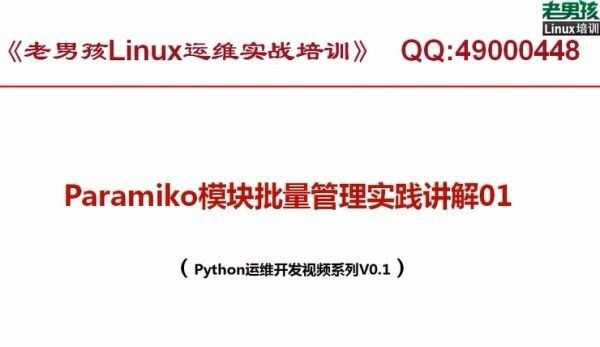 老男孩
Linux培训
《老男孩Linux运维实战培训》 QQ:49000448
Paramiko模块批量管理实践讲解01
（Python运维开发视频系列V0.1）